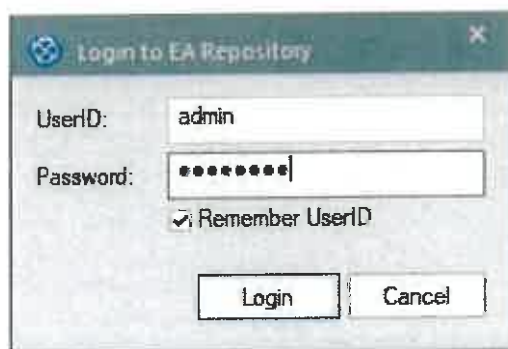 Login to EA Repository
UserID: admin
Password: ••••••••
Remember UserID
Login Cancel